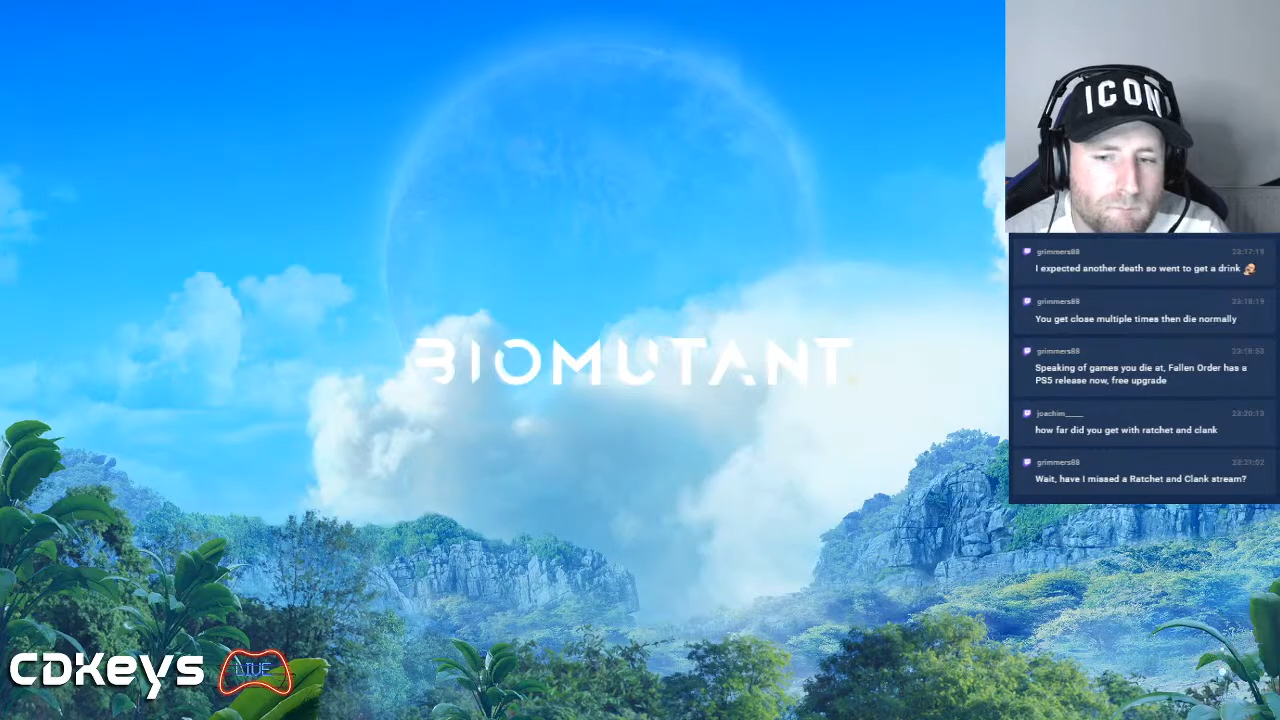 ICON
grimmers88 23:17:19
I expected another death so went to get a drink
grimmers88 23:18:19
You get close multiple times then die normally
grimmers88 23:18:53
Speaking of games you die at, Fallen Order has a
PS5 release now, free upgrade
joachim____ 23:20:13
how far did you get with ratchet and clank
grimmers88 23:21:02
Wait, have I missed a Ratchet and Clank stream?
BIOMUTANT
CDKeys LIVE